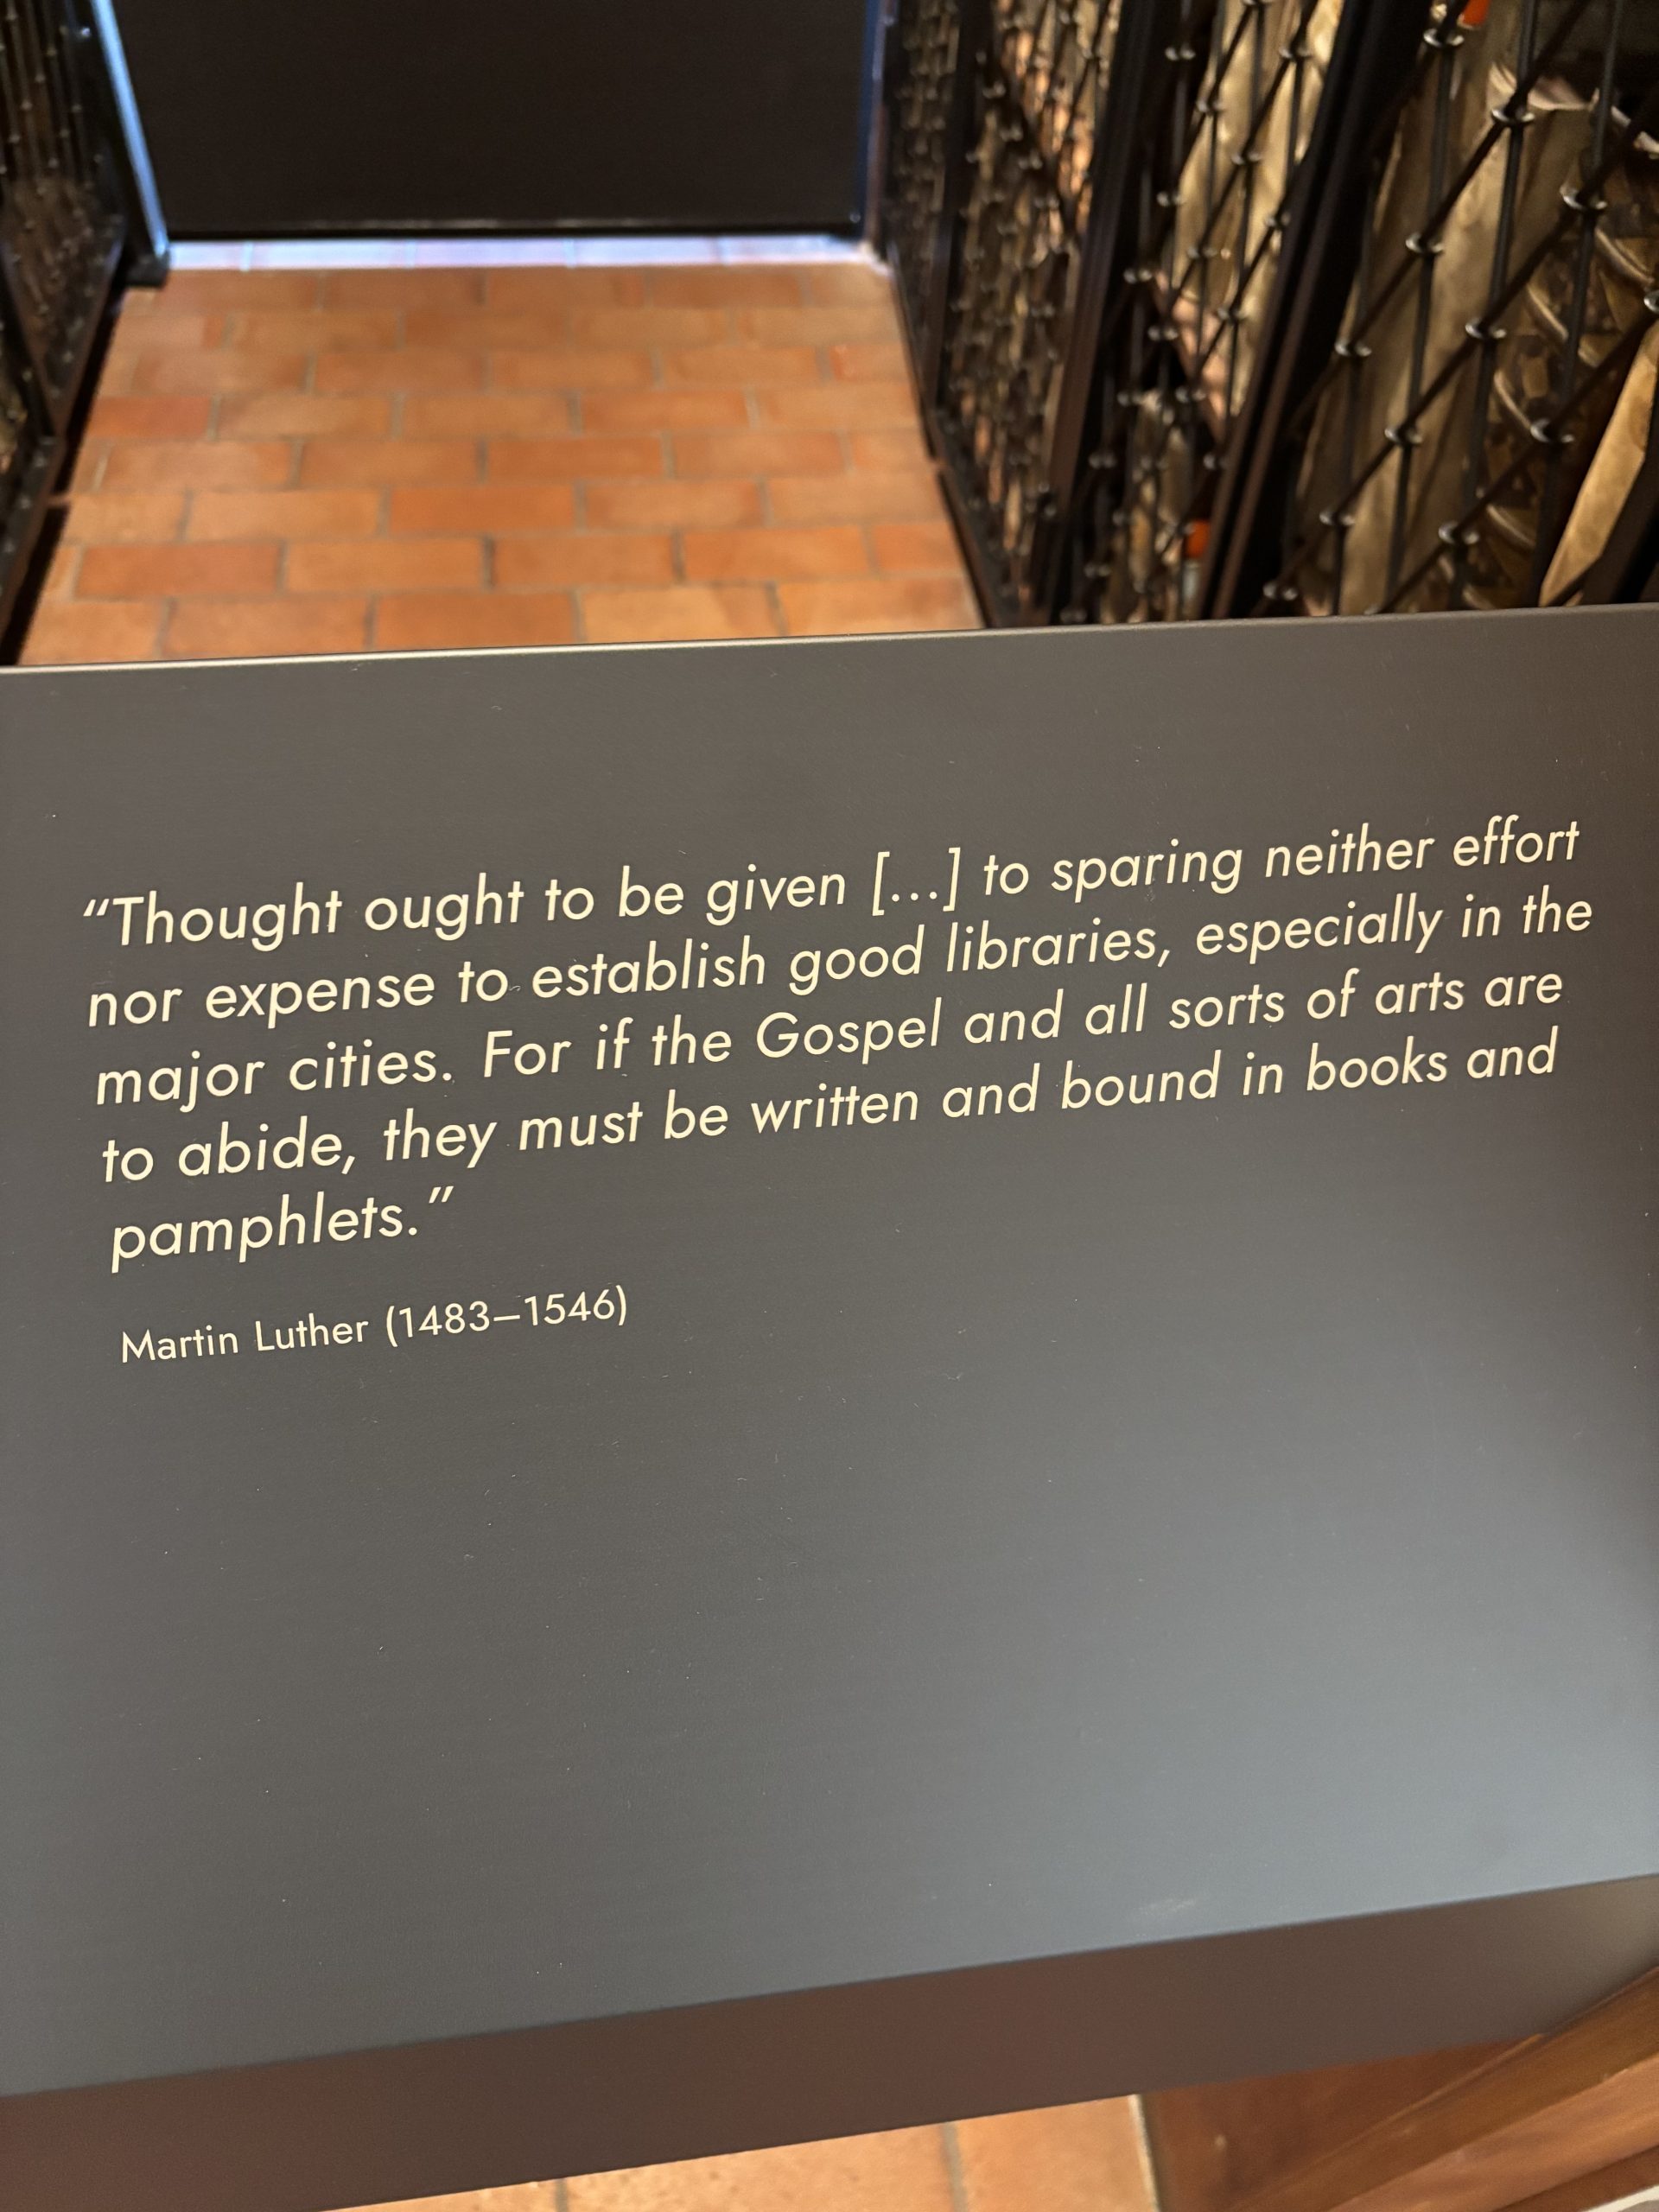 “Thought ought to be given [...] to sparing neither effort
nor expense to establish good libraries, especially in the
major cities. For if the Gospel and all sorts of arts are
to abide, they must be written and bound in books and
pamphlets.”
Martin Luther (1483–1546)